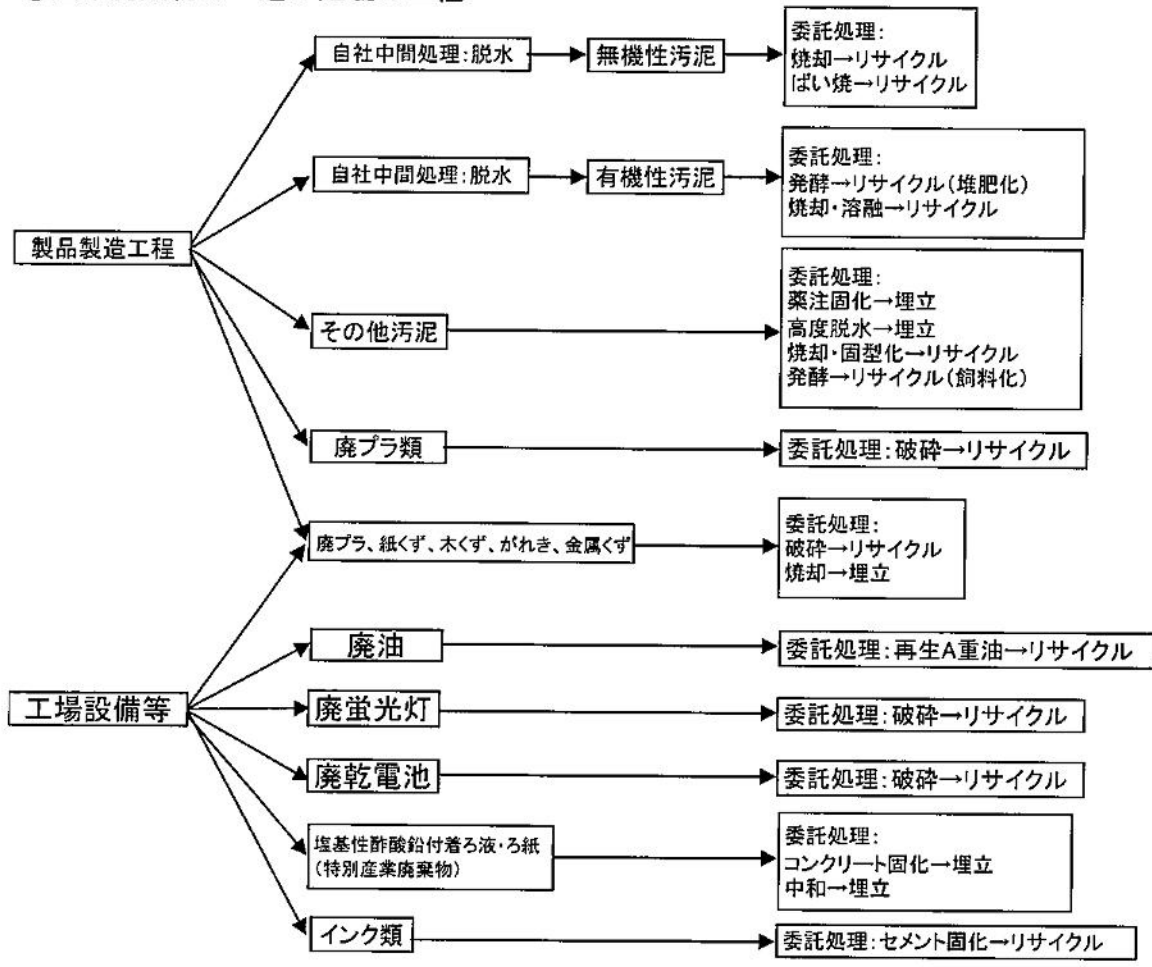 自社中間処理:脱水
無機性汚泥
委託処理:
焼却→リサイクル
ばい焼→リサイクル
自社中間処理:脱水
有機性汚泥
委託処理:
発酵→リサイクル(堆肥化)
焼却・溶融→リサイクル
製品製造工程
その他汚泥
委託処理:
薬注固化→埋立
高度脱水→埋立
焼却・固型化→リサイクル
発酵→リサイクル(飼料化)
廃プラ類
委託処理:破砕→リサイクル
廃プラ、紙くず、木くず、がれき、金属くず
委託処理:
破砕→リサイクル
焼却→埋立
廃油
委託処理:再生A重油→リサイクル
工場設備等
廃蛍光灯
委託処理:破砕→リサイクル
廃乾電池
委託処理:破砕→リサイクル
塩基性酢酸鉛付着ろ液・ろ紙
(特別産業廃棄物)
委託処理:
コンクリート固化→埋立
中和→埋立
インク類
委託処理:セメント固化→リサイクル